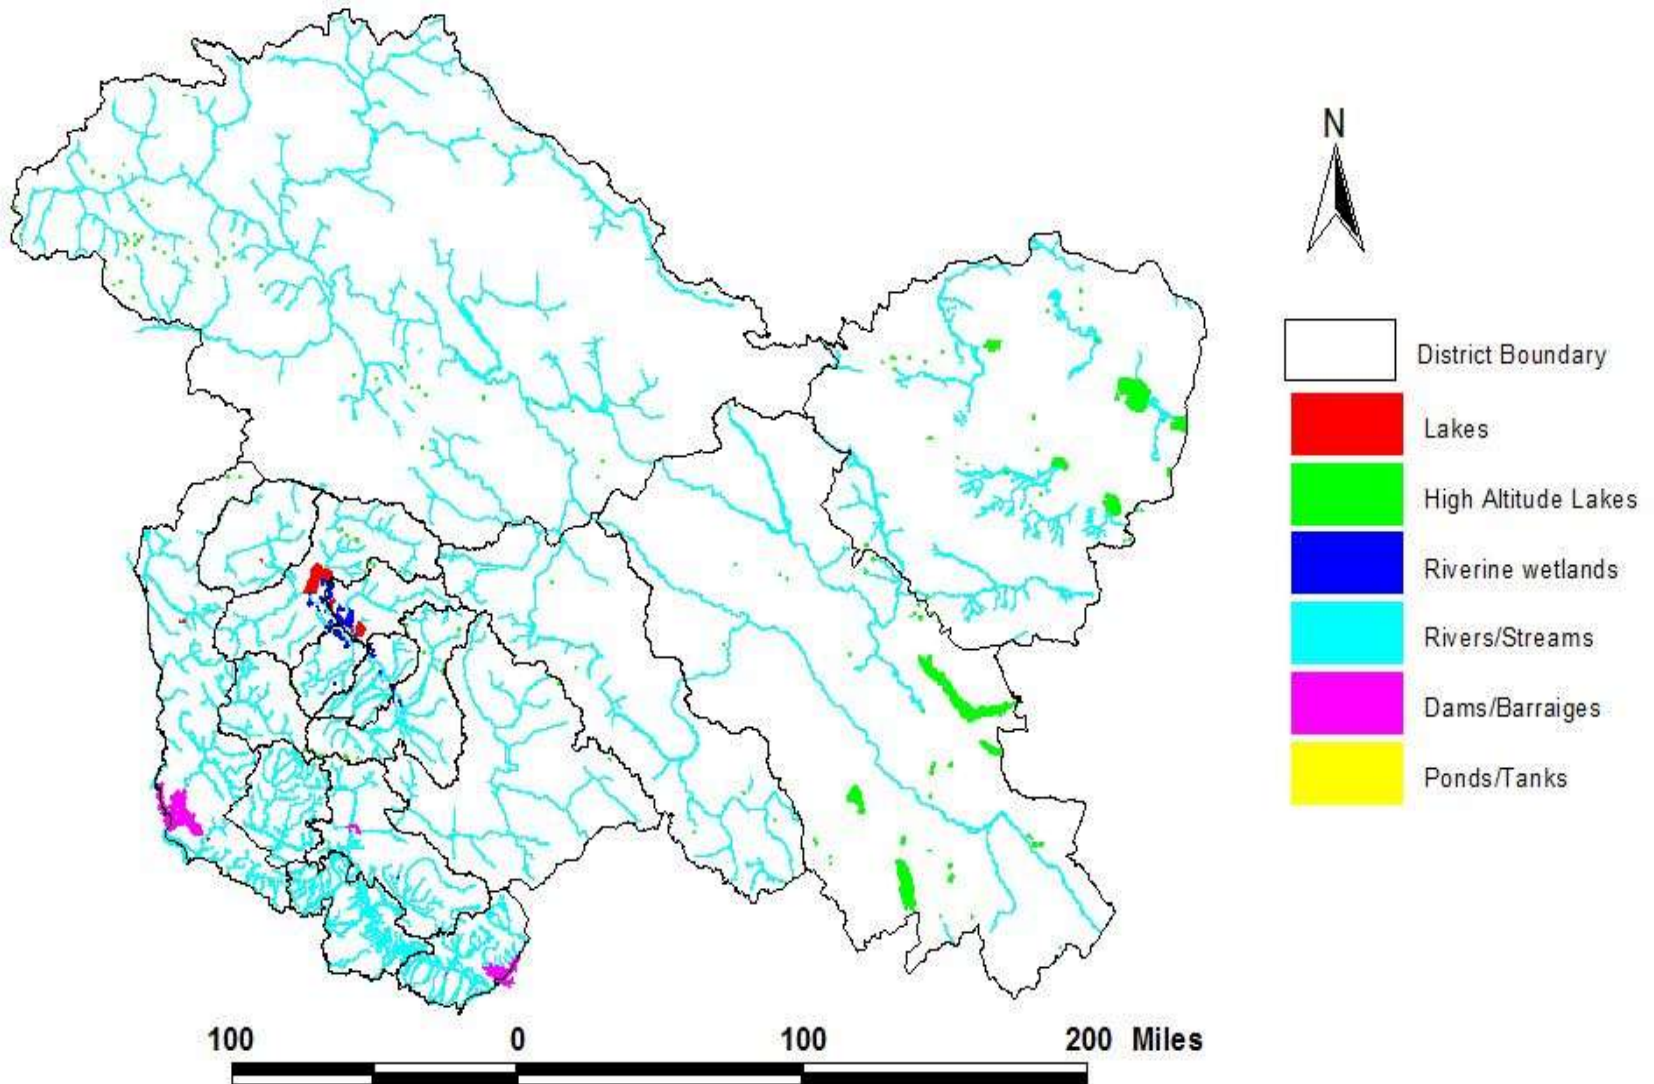 N
District Boundary
Lakes
High Altitude Lakes
Riverine wetlands
Rivers/Streams
Dams/Barraiges
Ponds/Tanks
100 0 100 200 Miles